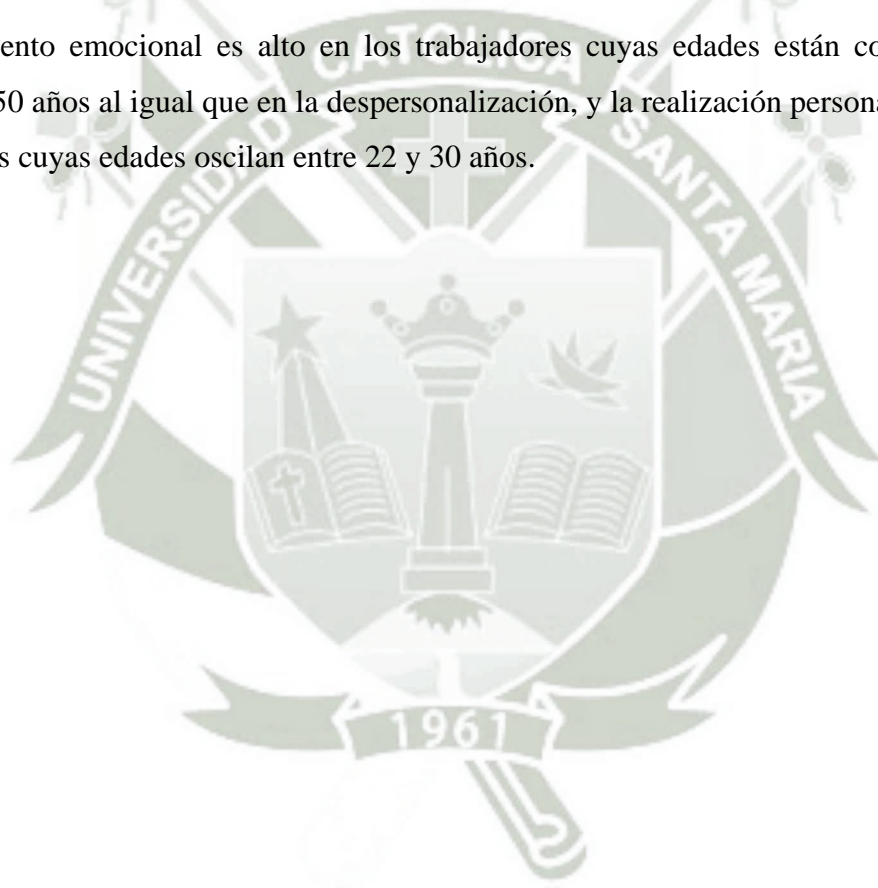 ento emocional es alto en los trabajadores cuyas edades están co
50 años al igual que en la despersonalización, y la realización persona
s cuyas edades oscilan entre 22 y 30 años.
UNIVERSIDAD CATOLICA SANTA MARIA
1961